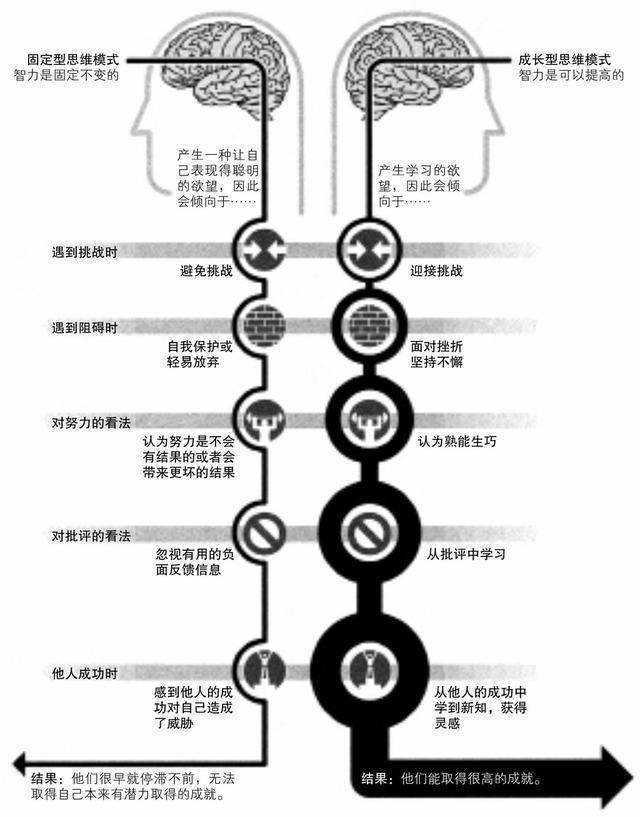 固定型思维模式
智力是固定不变的
成长型思维模式
智力是可以提高的
产生一种让自
己表现得聪明
的欲望，因此
会倾向于……
产生学习的欲
望，因此会倾
向于……
遇到挑战时
避免挑战
迎接挑战
遇到阻碍时
自我保护或
轻易放弃
面对挫折
坚持不懈
对努力的看法
认为努力是不会
有结果的或者会
带来更坏的结果
认为熟能生巧
对批评的看法
忽视有用的负
面反馈信息
从批评中学习
他人成功时
感到他人的成
功对自己造成
了威胁
从他人的成功中
学到新知，获得
灵感
结果：他们很早就停滞不前，无法
取得自己本来有潜力取得的成就。
结果：他们能取得很高的成就。